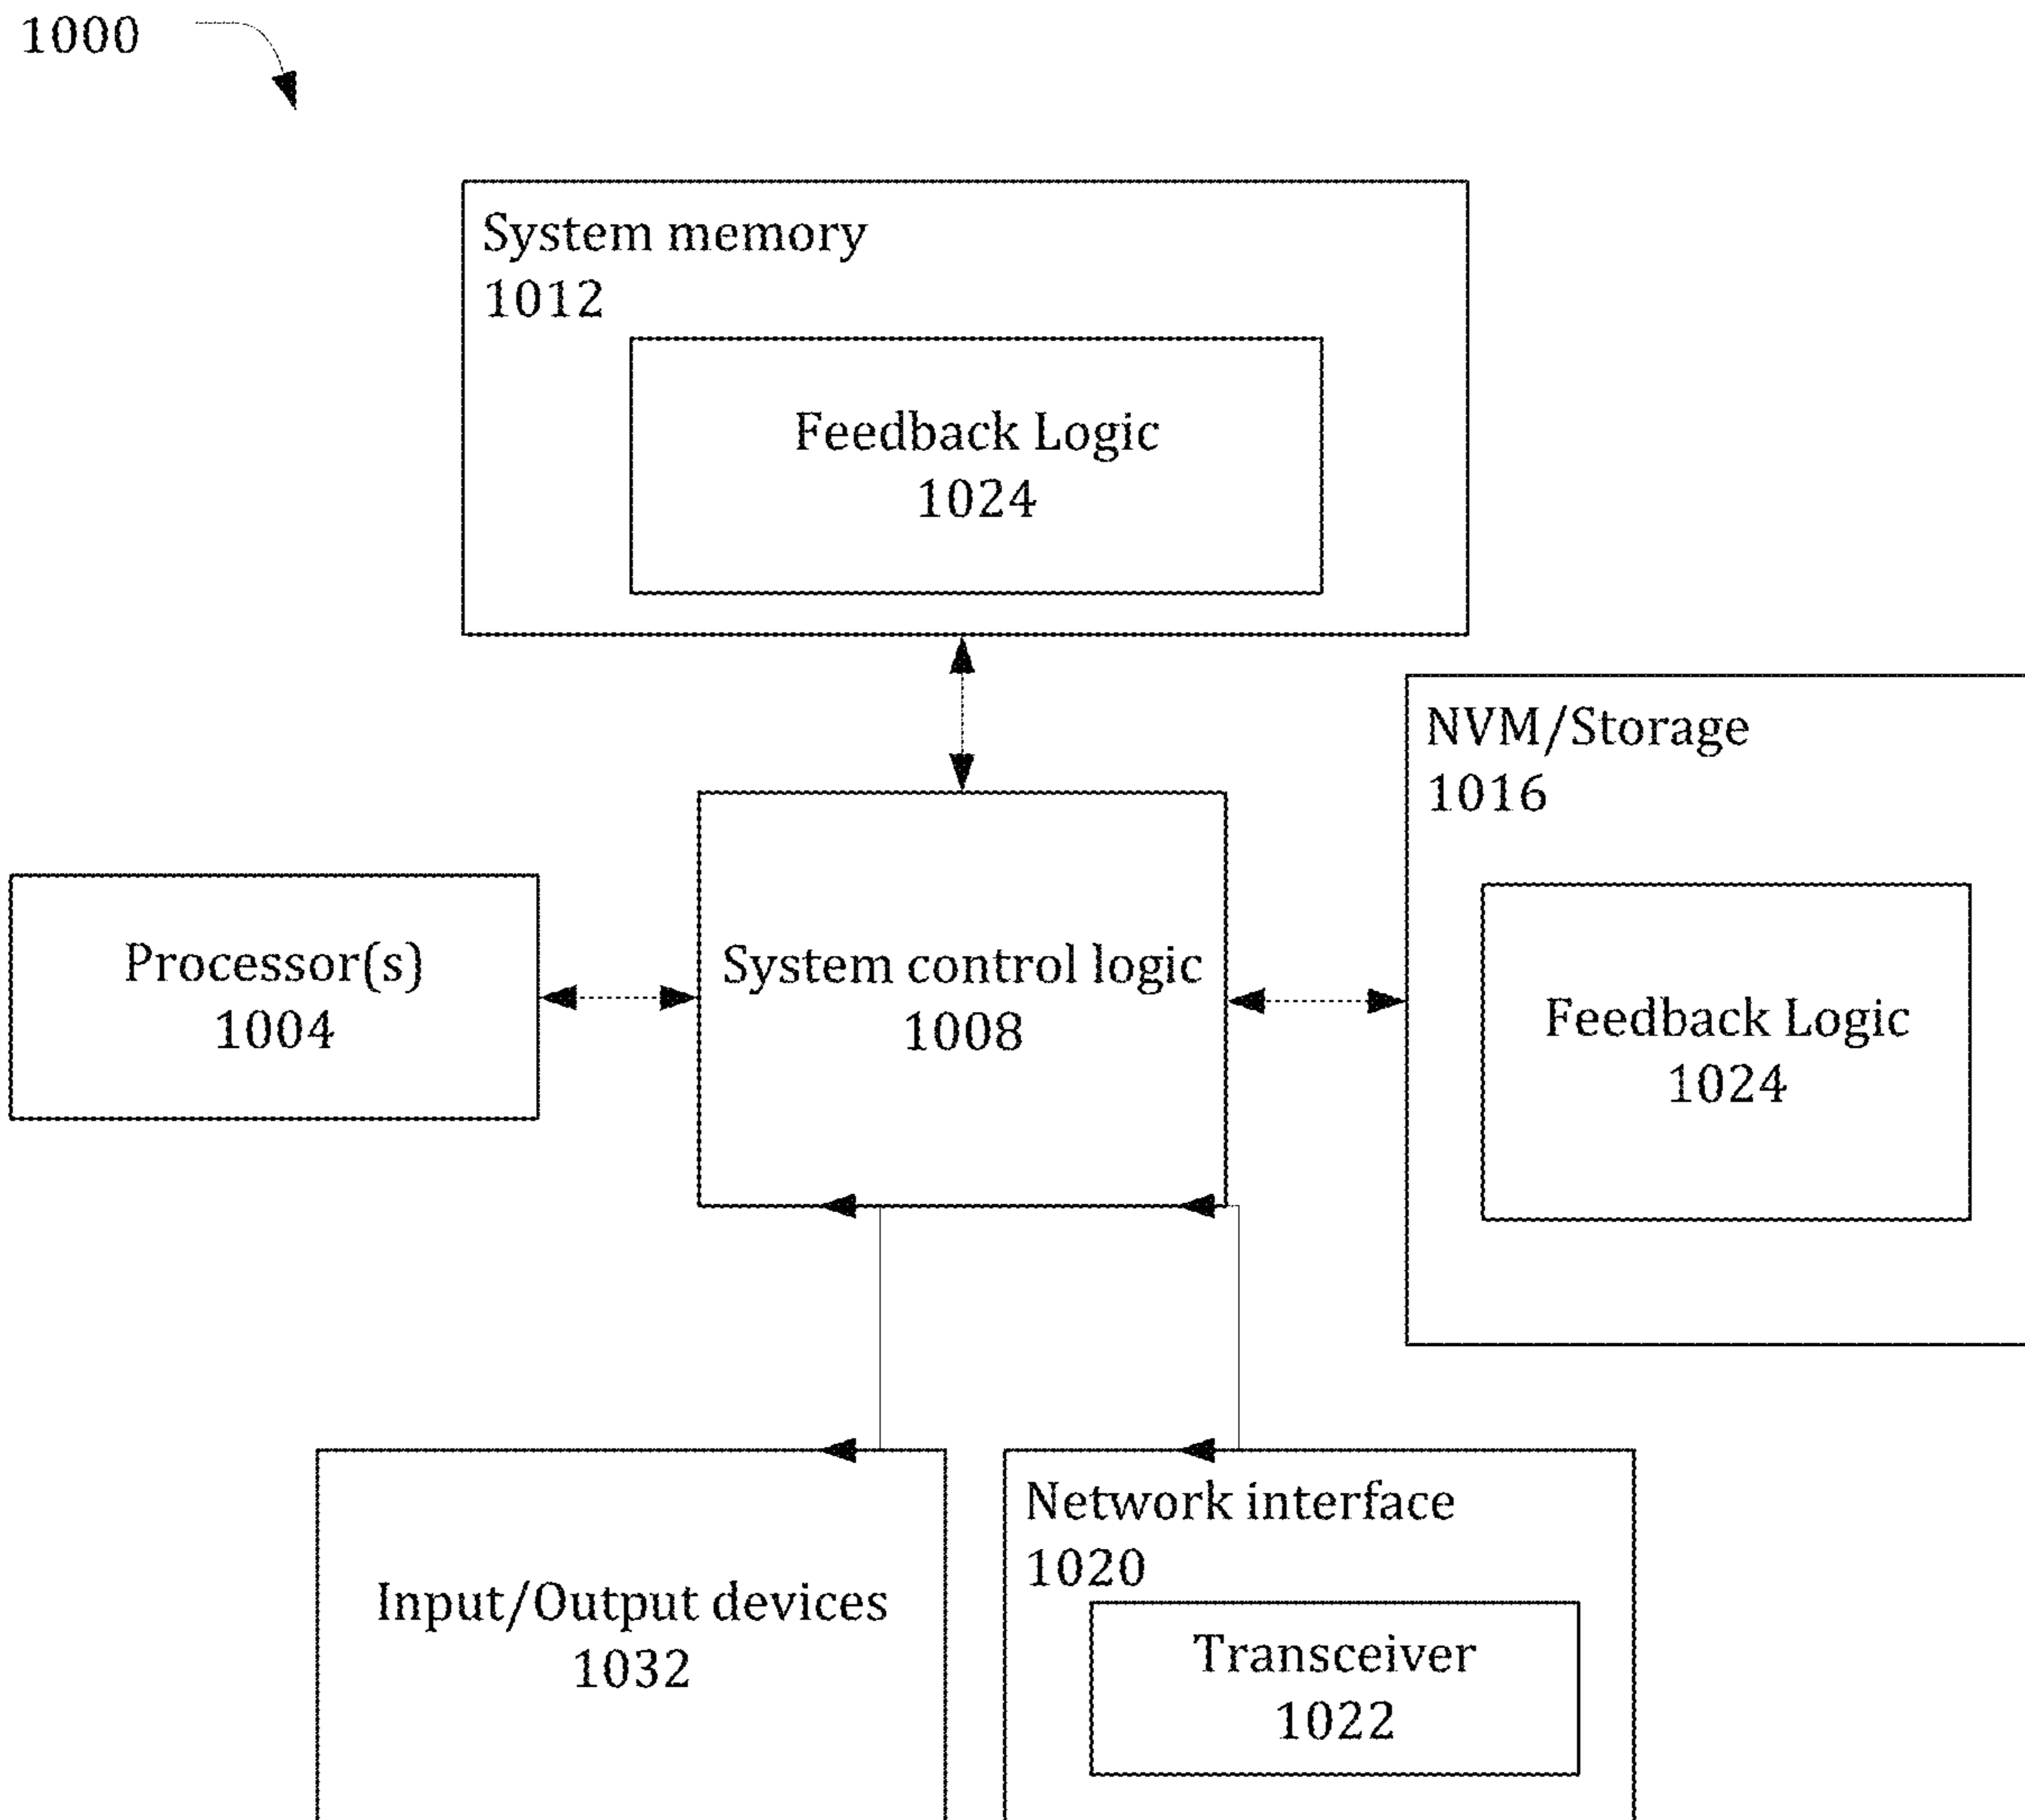 1000
System memory
1012
Feedback Logic
1024
NVM/Storage
1016
Feedback Logic
1024
Processor(s)
1004
System control logic
1008
Input/Output devices
1032
Network interface
1020
Transceiver
1022